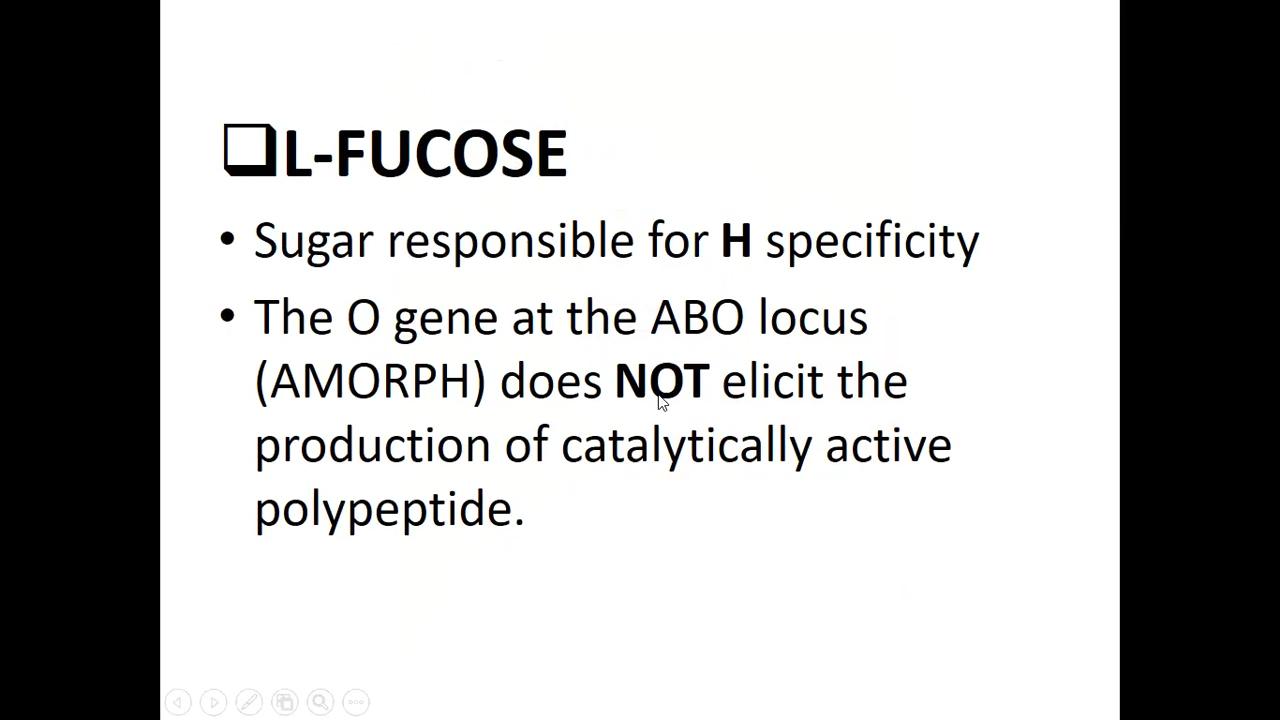 ❑L-FUCOSE
• Sugar responsible for H specificity
• The O gene at the ABO locus
(AMORPH) does NOT elicit the
production of catalytically active
polypeptide.